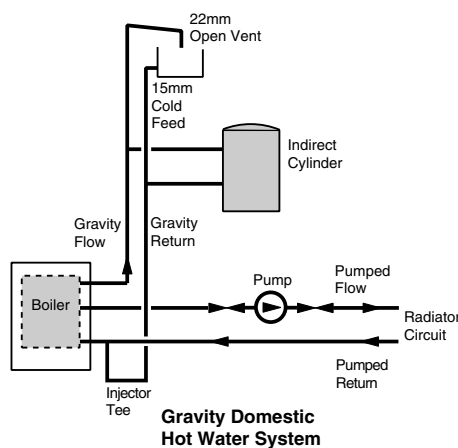 22mm
Open Vent
15mm
Cold
Feed
Indirect
Cylinder
Gravity
Flow
Gravity
Return
Boiler
Pump
Pumped
Flow
Radiator
Circuit
Pumped
Return
Injector
Tee
Gravity Domestic
Hot Water System